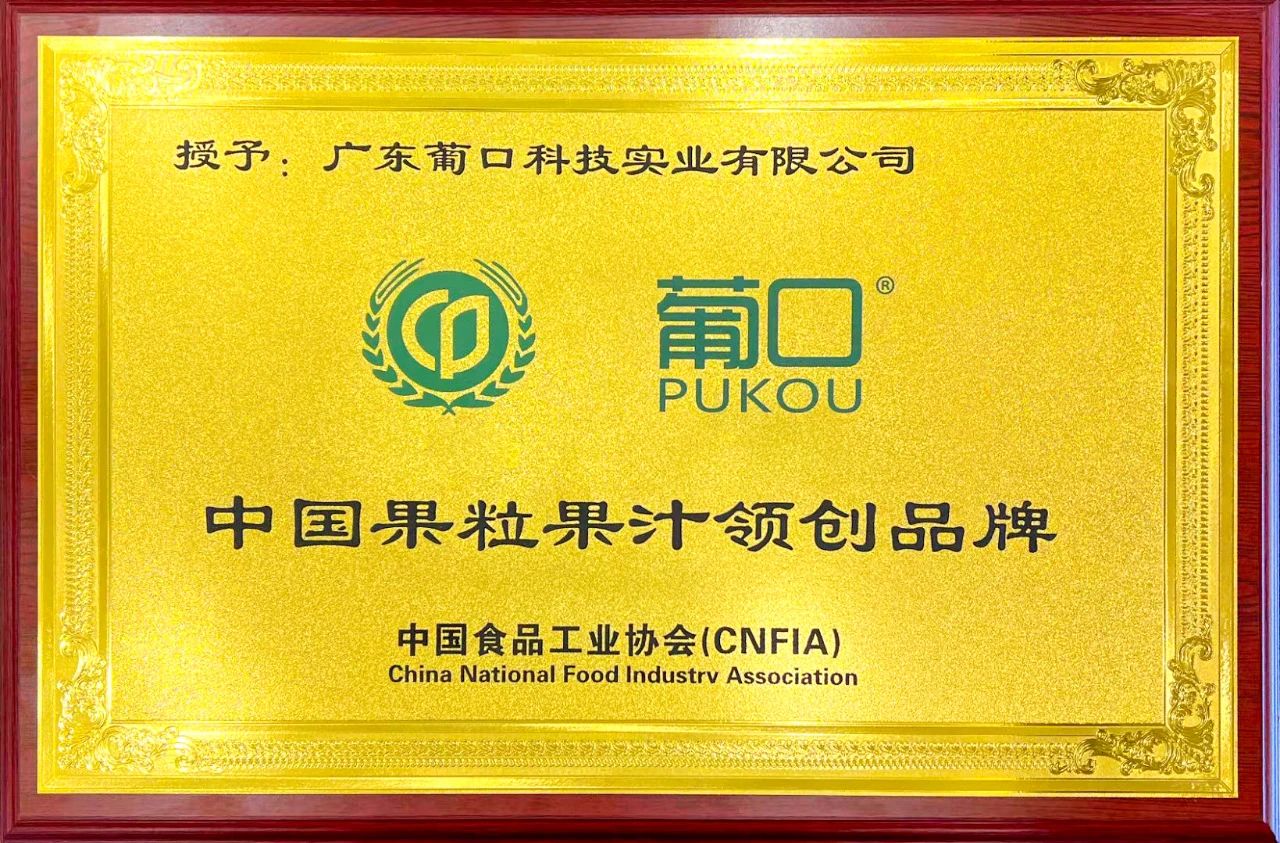 授予：广东葡口科技实业有限公司
葡口®
PUKOU
中国果粒果汁领创品牌
中国食品工业协会(CNFIA)
China National Food Industrv Association